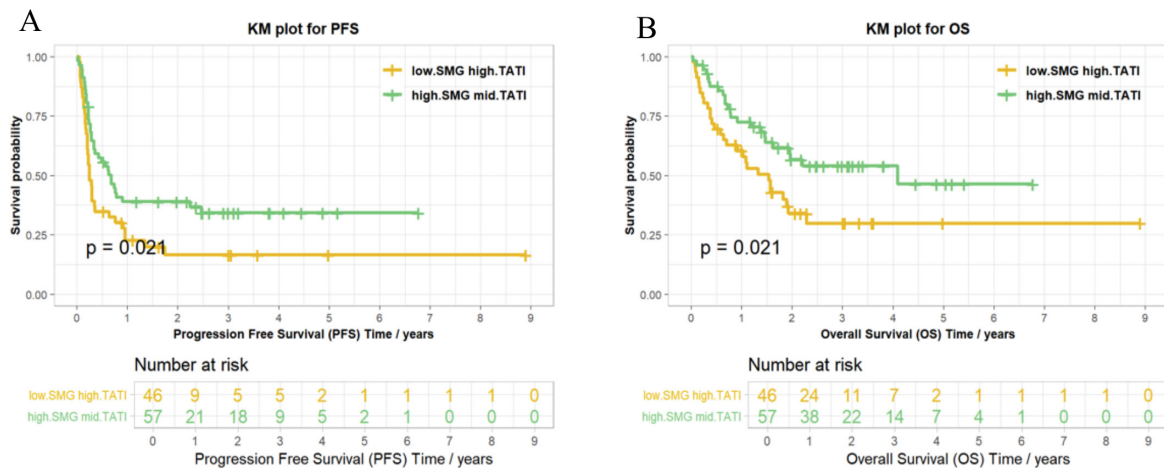 A
KM plot for PFS
Survival probability
1.00
0.75
0.50
0.25
0.00
low.SMG high.TATI
high.SMG mid.TATI
p = 0.021
0 1 2 3 4 5 6 7 8 9
Progression Free Survival (PFS) Time / years
Number at risk
low.SMG high.TATI 46 9 5 5 2 1 1 1 1 0
high.SMG mid.TATI 57 21 18 9 5 2 1 0 0 0
0 1 2 3 4 5 6 7 8 9
Progression Free Survival (PFS) Time / years
B
KM plot for OS
Survival probability
1.00
0.75
0.50
0.25
0.00
low.SMG high.TATI
high.SMG mid.TATI
p = 0.021
0 1 2 3 4 5 6 7 8 9
Overall Survival (OS) Time / years
Number at risk
low.SMG high.TATI 46 24 11 7 2 1 1 1 1 0
high.SMG mid.TATI 57 38 22 14 7 4 1 0 0 0
0 1 2 3 4 5 6 7 8 9
Overall Survival (OS) Time / years